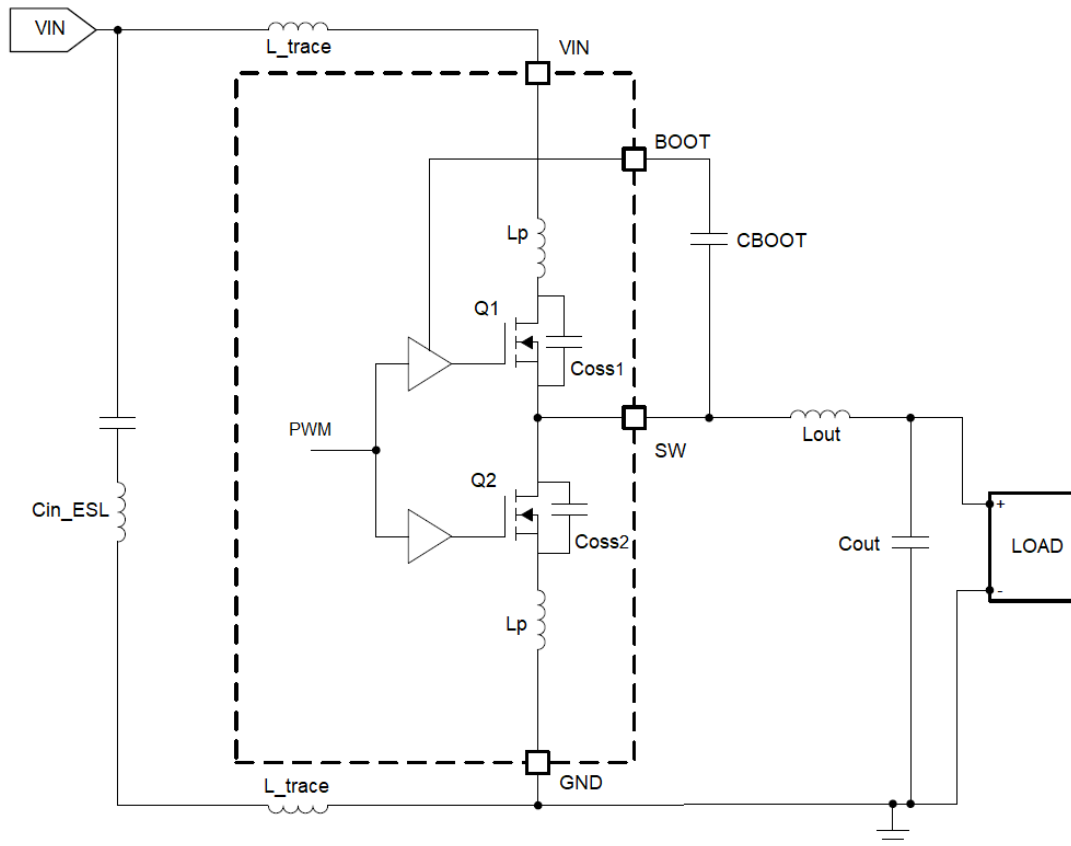 VIN
L_trace
VIN
BOOT
Lp
CBOOT
Q1
Coss1
PWM
SW
Lout
Q2
Cin_ESL
Coss2
Cout
+
LOAD
-
Lp
L_trace
GND